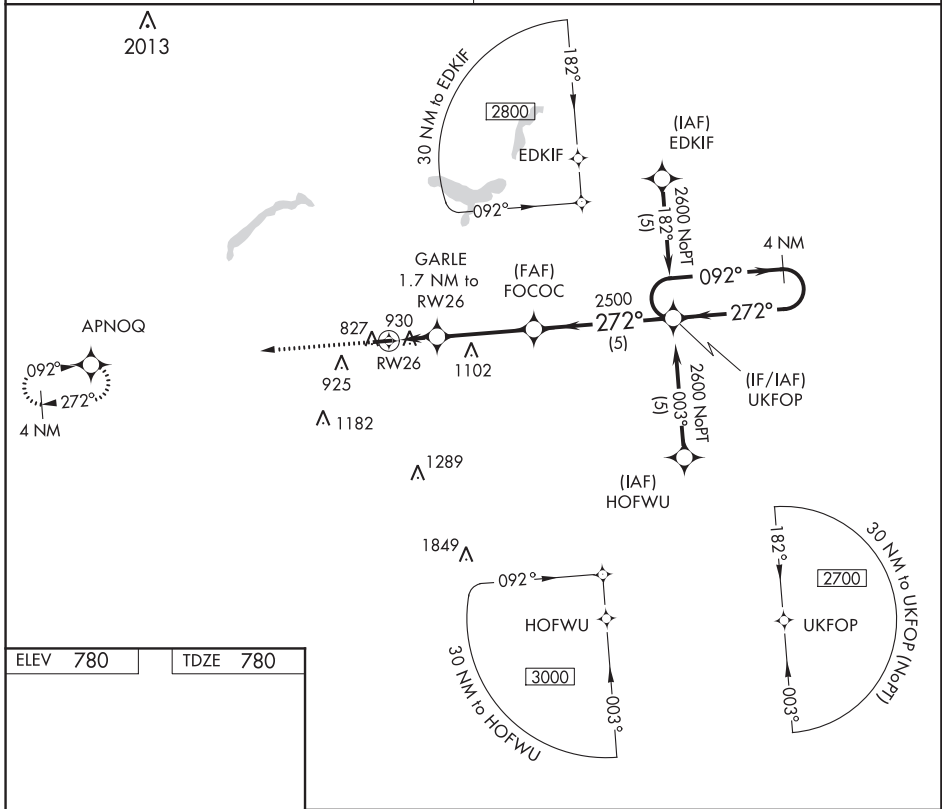 2013
30 NM to EDKIF
182°
2800
EDKIF
092°
(IAF)
EDKIF
2600 NoPT
182°
(5)
4 NM
092°
272°
GARLE
1.7 NM to
RW26
(FAF)
FOCOC
2500
272°
(5)
(IF/IAF)
UKFOP
827
930
RW26
925
1102
APNOQ
092°
272°
4 NM
1182
1289
1849
2600 NoPT
003°
(5)
(IAF)
HOFWU
092°
HOFWU
3000
003°
30 NM to HOFWU
182°
2700
UKFOP
003°
30 NM to UKFOP (NoPT)
ELEV 780
TDZE 780